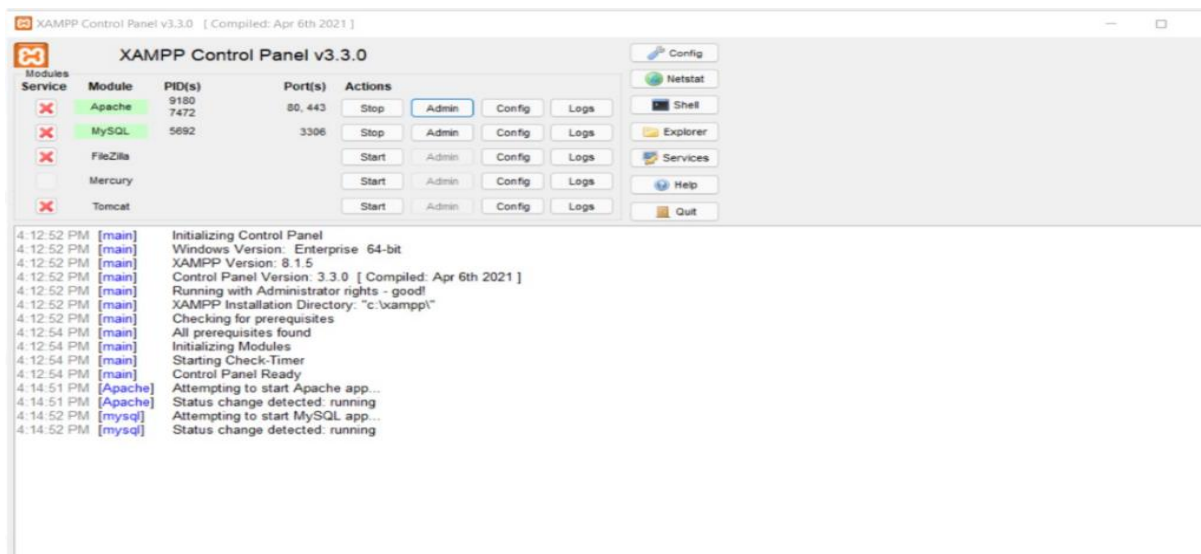 XAMPP Control Panel v3.3.0 [ Compiled: Apr 6th 2021 ]
XAMPP Control Panel v3.3.0
Config
Modules
Service Module PID(s) Port(s) Actions
Netstat
Apache 9180 7472 80, 443 Stop Admin Config Logs
Shell
MySQL 5692 3306 Stop Admin Config Logs
Explorer
FileZilla Start Admin Config Logs
Services
Mercury Start Admin Config Logs
Help
Tomcat Start Admin Config Logs
Quit
4:12:52 PM [main] Initializing Control Panel
4:12:52 PM [main] Windows Version: Enterprise 64-bit
4:12:52 PM [main] XAMPP Version: 8.1.5
4:12:52 PM [main] Control Panel Version: 3.3.0 [ Compiled: Apr 6th 2021 ]
4:12:52 PM [main] Running with Administrator rights - good!
4:12:52 PM [main] XAMPP Installation Directory: "c:\xampp\"
4:12:52 PM [main] Checking for prerequisites
4:12:54 PM [main] All prerequisites found
4:12:54 PM [main] Initializing Modules
4:12:54 PM [main] Starting Check-Timer
4:12:54 PM [main] Control Panel Ready
4:14:51 PM [Apache] Attempting to start Apache app...
4:14:51 PM [Apache] Status change detected: running
4:14:52 PM [mysql] Attempting to start MySQL app...
4:14:52 PM [mysql] Status change detected: running